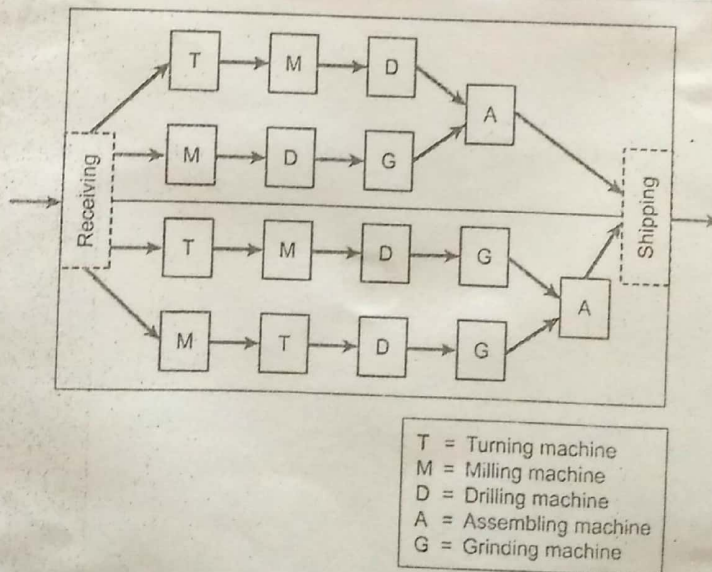 T M D
A
M D G
Receiving
Shipping
T M D G
A
M T D G
T = Turning machine
M = Milling machine
D = Drilling machine
A = Assembling machine
G = Grinding machine